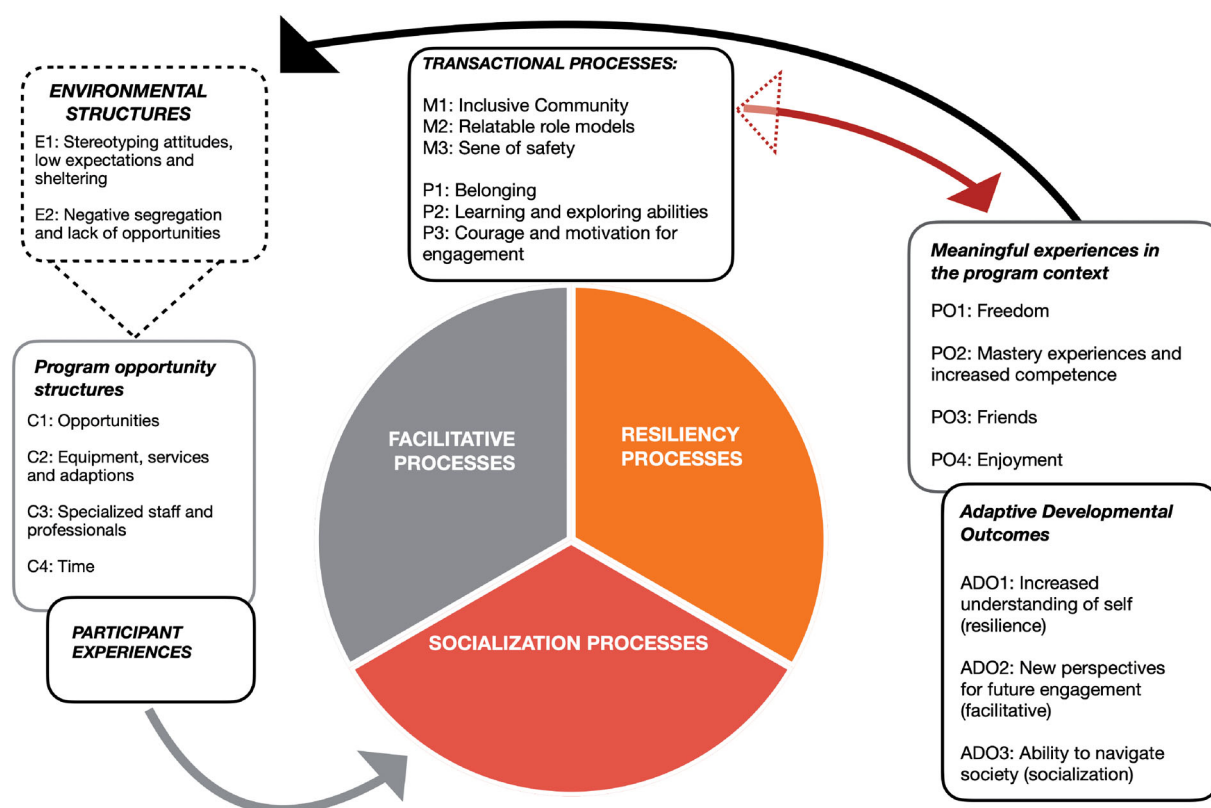 ENVIRONMENTAL
STRUCTURES
E1: Stereotyping attitudes,
low expectations and
sheltering
E2: Negative segregation
and lack of opportunities
Program opportunity
structures
C1: Opportunities
C2: Equipment, services
and adaptions
C3: Specialized staff and
professionals
C4: Time
PARTICIPANT
EXPERIENCES
TRANSACTIONAL PROCESSES:
M1: Inclusive Community
M2: Relatable role models
M3: Sene of safety
P1: Belonging
P2: Learning and exploring abilities
P3: Courage and motivation for
engagement
FACILITATIVE
PROCESSES
RESILIENCY
PROCESSES
SOCIALIZATION PROCESSES
Meaningful experiences in
the program context
PO1: Freedom
PO2: Mastery experiences and
increased competence
PO3: Friends
PO4: Enjoyment
Adaptive Developmental
Outcomes
ADO1: Increased
understanding of self
(resilience)
ADO2: New perspectives
for future engagement
(facilitative)
ADO3: Ability to navigate
society (socialization)